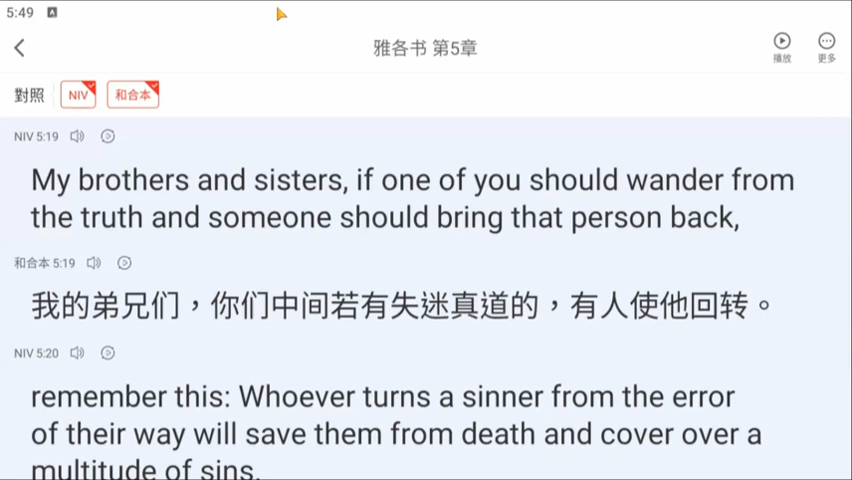 5:49 A
雅各书 第5章
播放 更多
對照 NIV 和合本
NIV 5:19
My brothers and sisters, if one of you should wander from
the truth and someone should bring that person back,
和合本 5:19
我的弟兄们，你们中间若有失迷真道的，有人使他回转。
NIV 5:20
remember this: Whoever turns a sinner from the error
of their way will save them from death and cover over a
multitude of sins.